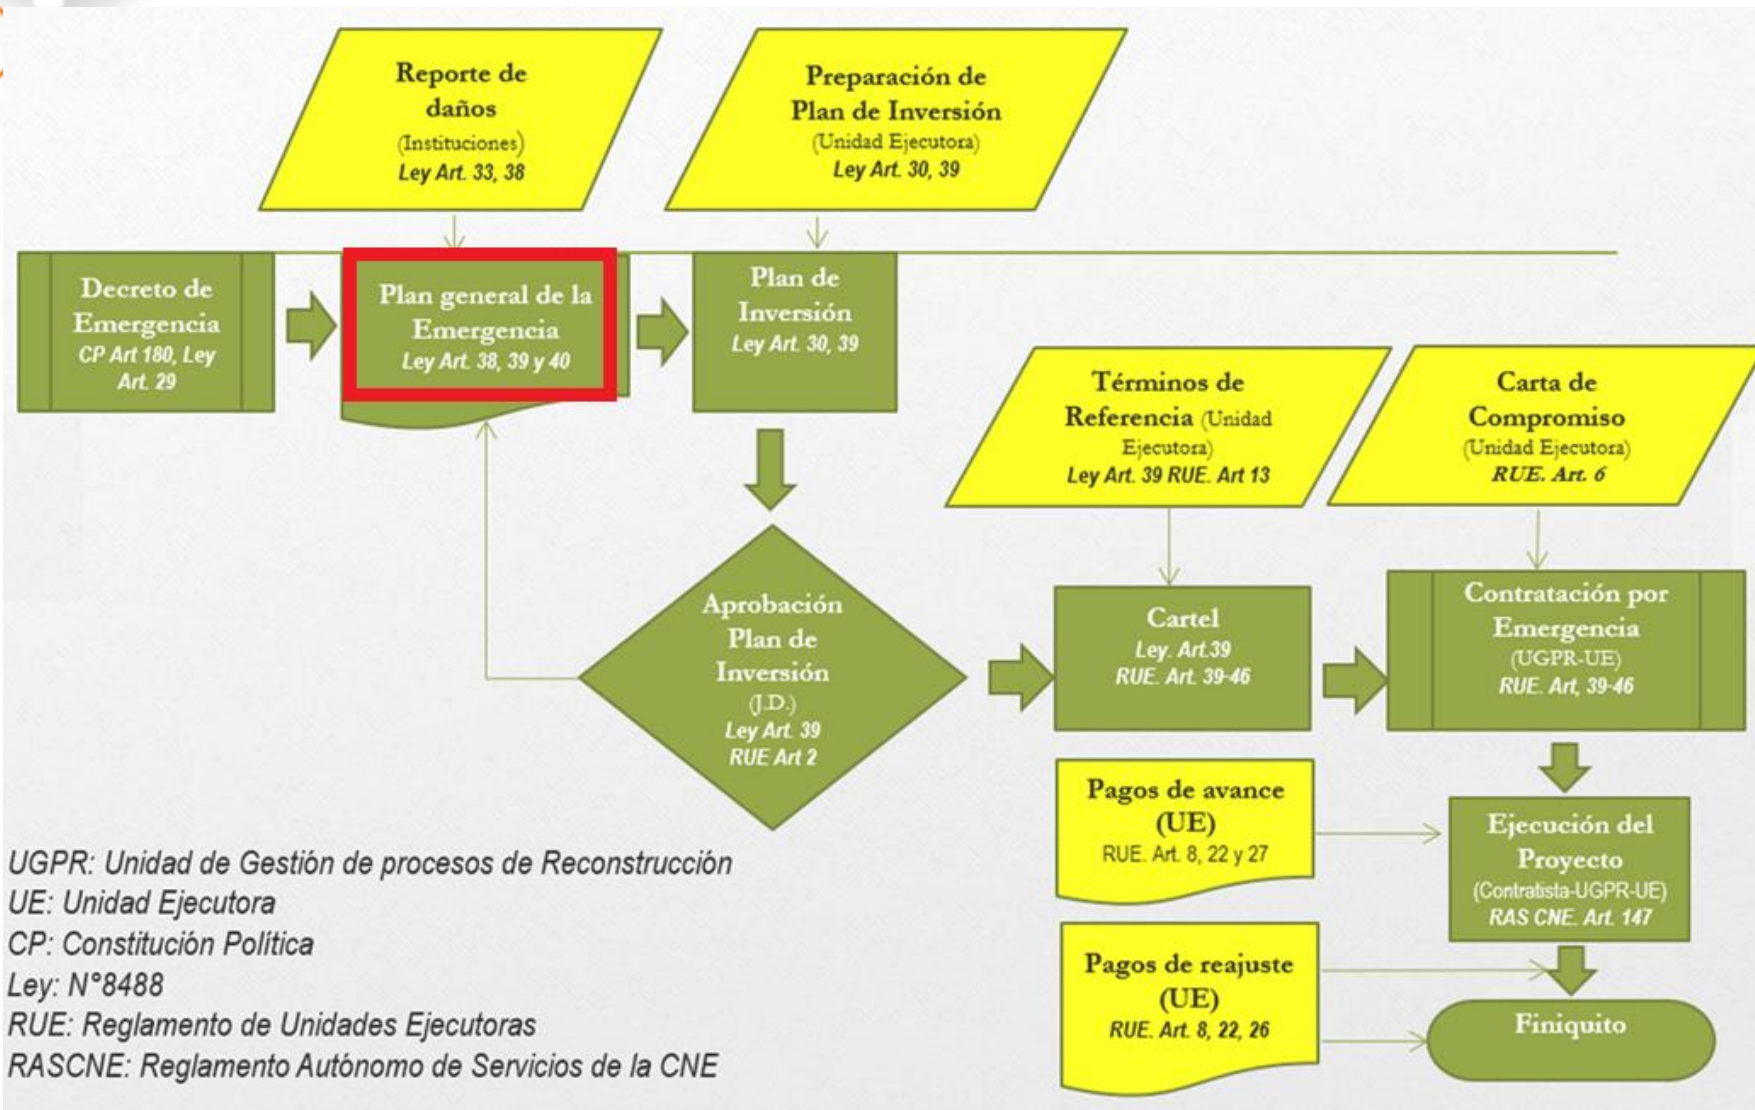 Reporte de
daños
(Instituciones)
Ley Art. 33, 38
Preparación de
Plan de Inversión
(Unidad Ejecutora)
Ley Art. 30, 39
Decreto de
Emergencia
CP Art 180, Ley
Art. 29
Plan general de la
Emergencia
Ley Art. 38, 39 y 40
Plan de
Inversión
Ley Art. 30, 39
Términos de
Referencia (Unidad
Ejecutora)
Ley Art. 39 RUE. Art 13
Carta de
Compromiso
(Unidad Ejecutora)
RUE. Art. 6
Aprobación
Plan de
Inversión
(J.D.)
Ley Art. 39
RUE Art 2
Cartel
Ley. Art.39
RUE. Art. 39-46
Contratación por
Emergencia
(UGPR-UE)
RUE. Art, 39-46
Pagos de avance
(UE)
RUE. Art. 8, 22 y 27
Ejecución del
Proyecto
(Contratista-UGPR-UE)
RAS CNE. Art. 147
Pagos de reajuste
(UE)
RUE. Art. 8, 22, 26
Finiquito
UGPR: Unidad de Gestión de procesos de Reconstrucción
UE: Unidad Ejecutora
CP: Constitución Política
Ley: N°8488
RUE: Reglamento de Unidades Ejecutoras
RASCNE: Reglamento Autónomo de Servicios de la CNE